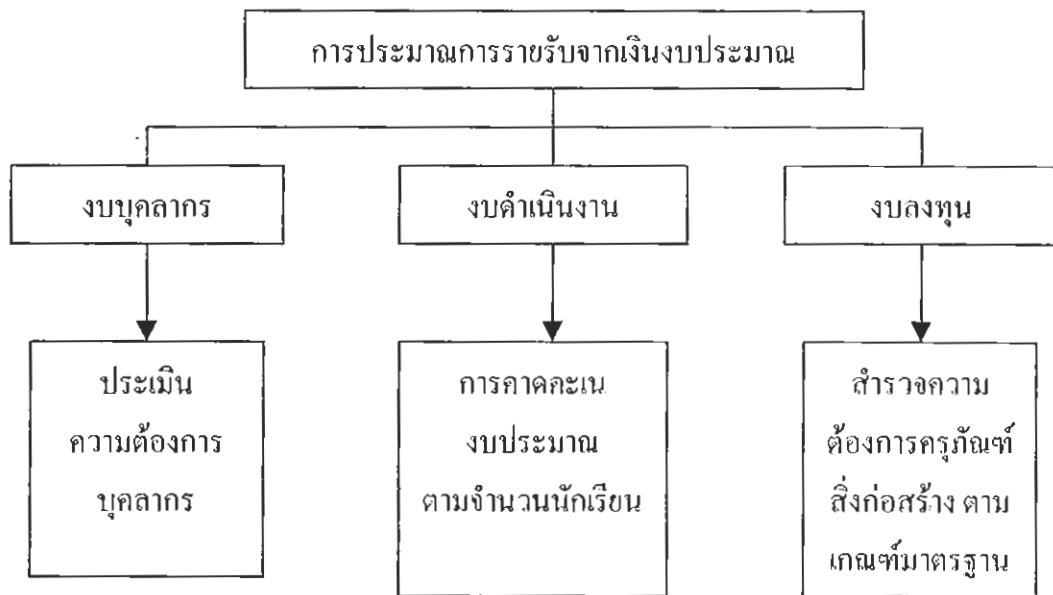 การประมาณการรายรับจากเงินงบประมาณ
งบบุคลากร
งบดำเนินงาน
งบลงทุน
ประเมิน
ความต้องการ
บุคลากร
การคาดคะเน
งบประมาณ
ตามจำนวนนักเรียน
สำรวจความ
ต้องการครุภัณฑ์
สิ่งก่อสร้าง ตาม
เกณฑ์มาตรฐาน